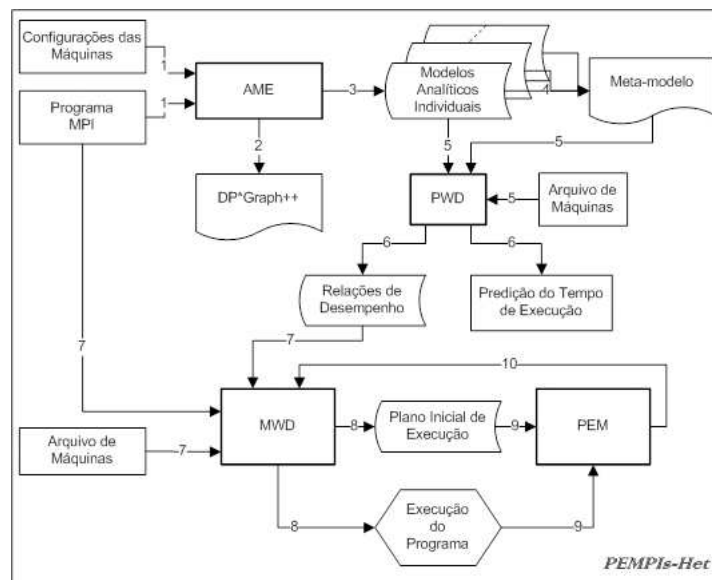 Configurações das
Máquinas
1
AME
3
Modelos
Analíticos
Individuais
4
Meta-modelo
Programa
MPI
1
2
5
5
DP*Graph++
PWD
5
Arquivo de
Máquinas
6
6
Relações de
Desempenho
Predição do Tempo
de Execução
7
7
10
MWD
8
Plano Inicial de
Execução
9
PEM
Arquivo de
Máquinas
7
8
Execução
do
Programa
9
PEMPIs-Het